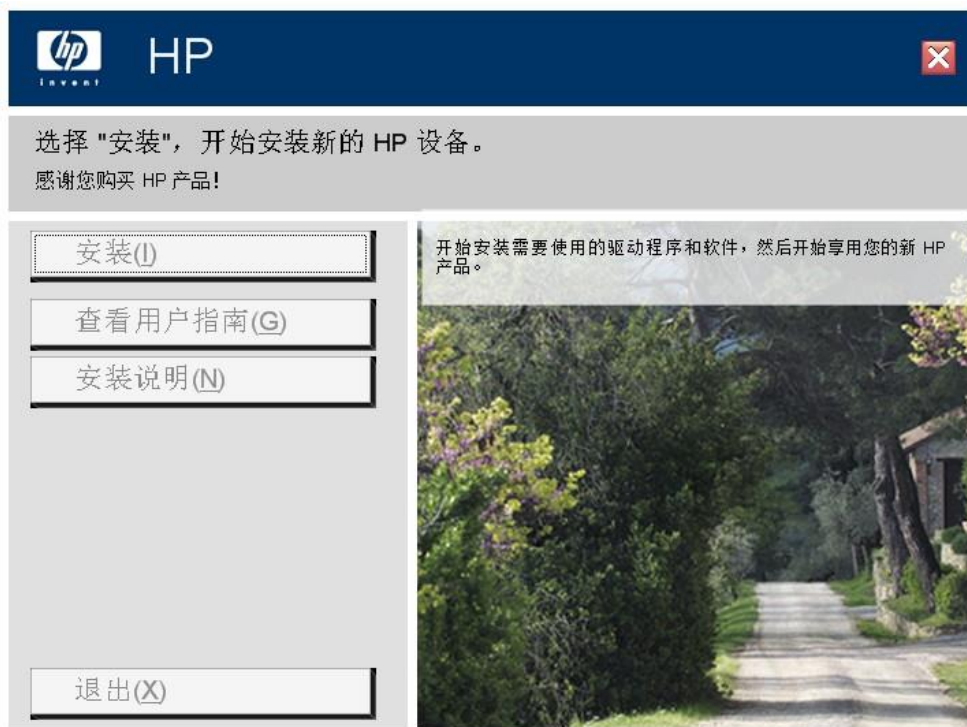 hp
invent
HP
选择 "安装"，开始安装新的 HP 设备。
感谢您购买 HP 产品!
安装(I)
查看用户指南(G)
安装说明(N)
退出(X)
开始安装需要使用的驱动程序和软件，然后开始享用您的新 HP
产品。